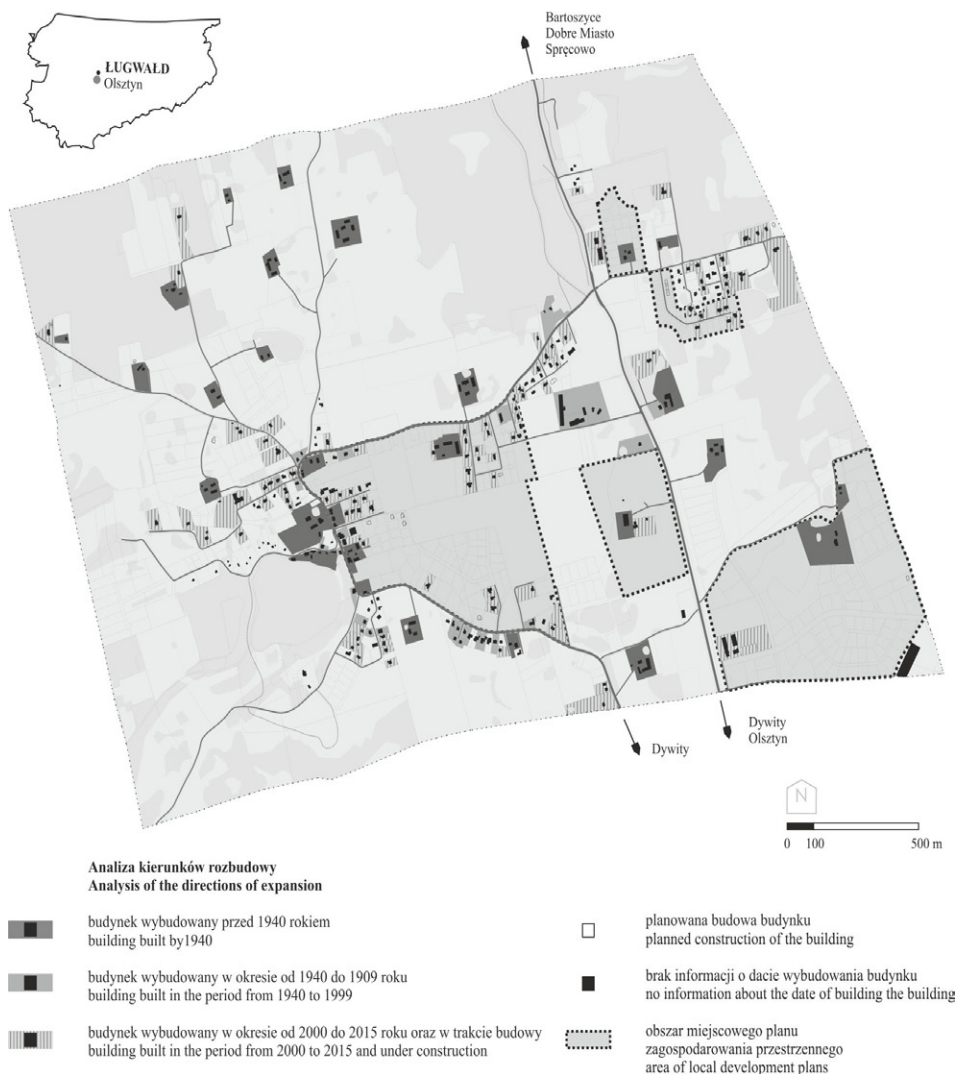 Bartoszyce
Dobre Miasto
Spręcowo
ŁUGWAŁD
Olsztyn
Dywity
Olsztyn
Dywity
N
0 100 500 m
Analiza kierunków rozbudowy
Analysis of the directions of expansion
budynek wybudowany przed 1940 rokiem
building built by1940
budynek wybudowany w okresie od 1940 do 1909 roku
building built in the period from 1940 to 1999
budynek wybudowany w okresie od 2000 do 2015 roku oraz w trakcie budowy
building built in the period from 2000 to 2015 and under construction
planowana budowa budynku
planned construction of the building
brak informacji o dacie wybudowania budynku
no information about the date of building the building
obszar miejscowego planu
zagospodarowania przestrzennego
area of local development plans